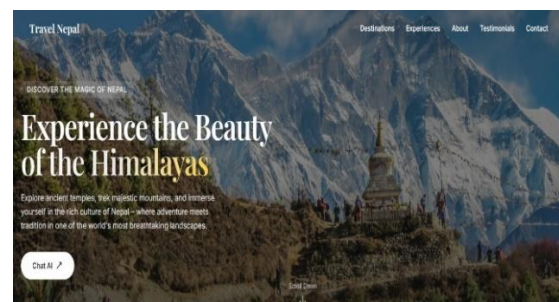 Travel Nepal
Destinations Experiences About Testimonials Contact
DISCOVER THE MAGIC OF NEPAL
Experience the Beauty
of the Himalayas
Explore ancient temples, trek majestic mountains, and immerse
yourself in the rich culture of Nepal – where adventure meets
tradition in one of the world's most breathtaking landscapes.
Chat AI ↗
Scroll Down